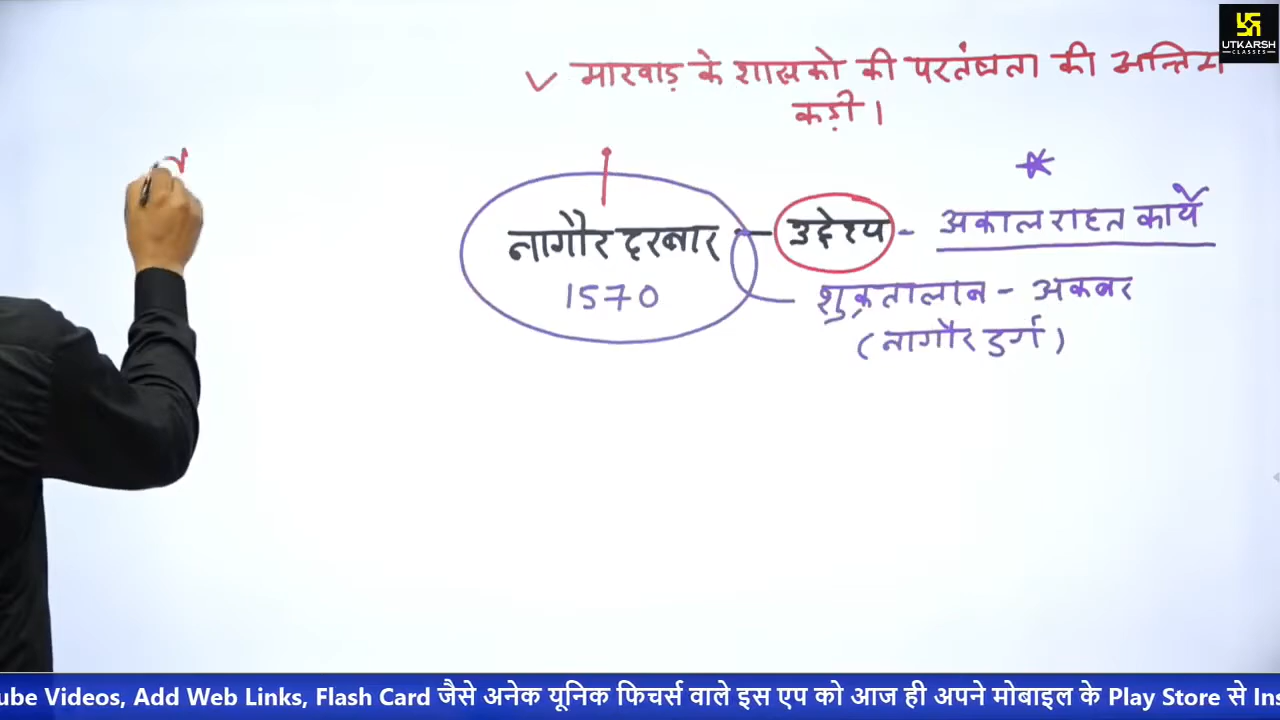 UTKARSH
CLASSES
✓ मारवाड़ के शासको की परतंत्रता की अन्तिम
कड़ी।
नागौर दरबार — उद्देश्य - अकाल राहत कार्य
1570
शुक्रतालाब - अकबर
(नागौर दुर्ग)
ube Videos, Add Web Links, Flash Card जैसे अनेक यूनिक फिचर्स वाले इस एप को आज ही अपने मोबाइल के Play Store से Ins